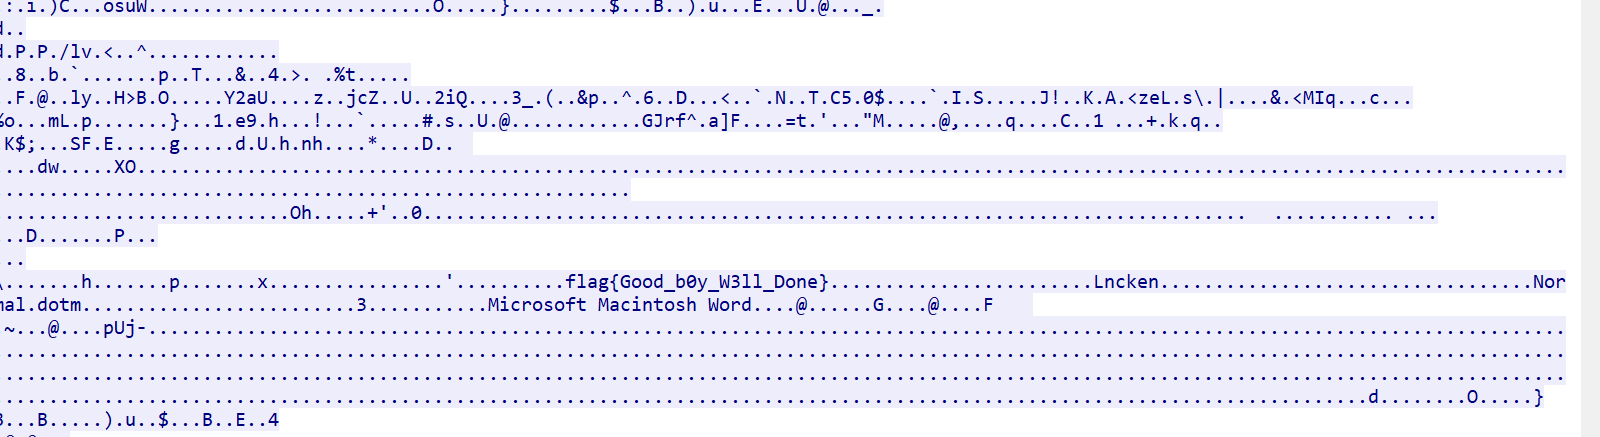 :.i.)C...osuW..........................O.....}.........$...B..).u...E...U.@..._.
d..
d.P.P./lv.<..^............
..8..b.`.......p..T...&..4.>. .%t.....
..F.@..ly..H>B.O.....Y2aU....z..jcZ..U..2iQ....3_.(..&p..^.6..D...<..`.N..T.C5.0$....`.I.S.....J!..K.A.<zeL.s\.|....&.<MIq...c...
%o...mL.p.......}...1.e9.h...!...`.....#.s..U.@............GJrf^.a]F....=t.'..."M.....@,....q....C..1 ...+.k.q..
K$;...SF.E.....g.....d.U.h.nh....*....D..
....dw.....XO..................................................................................................................................
.........................................................
..........................Oh.....+'..0........................................................................... ........... ...
...D.......P...
...
\.......h.......p.......x................'..........flag{Good_b0y_W3ll_Done}........................Lncken..................................Nor
mal.dotm.........................3...........Microsoft Macintosh Word....@......G....@....F
~...@....pUj-.................................................................................................................................
..............................................................................................................................................
..............................................................................................................................................
............................................................................................................................d........O.....}
3...B.....).u..$...B..E..4